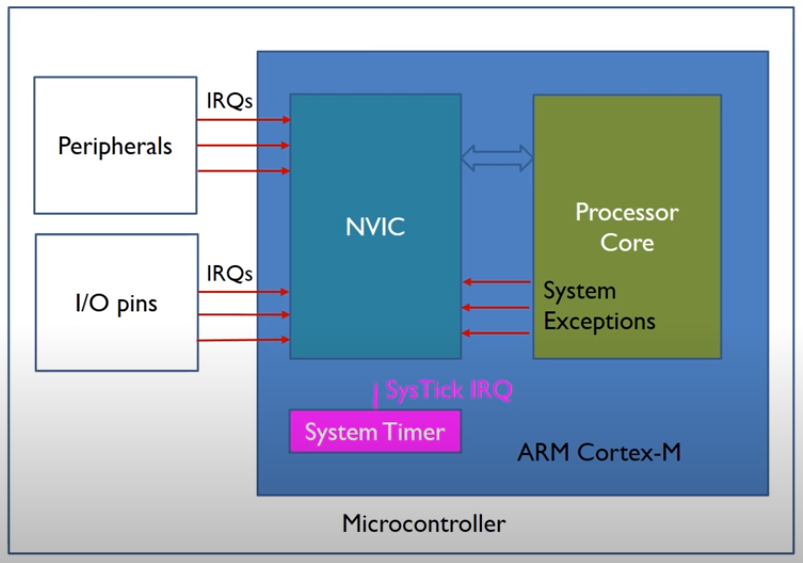 IRQs
Peripherals
NVIC
Processor
Core
IRQs
I/O pins
System
Exceptions
SysTick IRQ
System Timer
ARM Cortex-M
Microcontroller